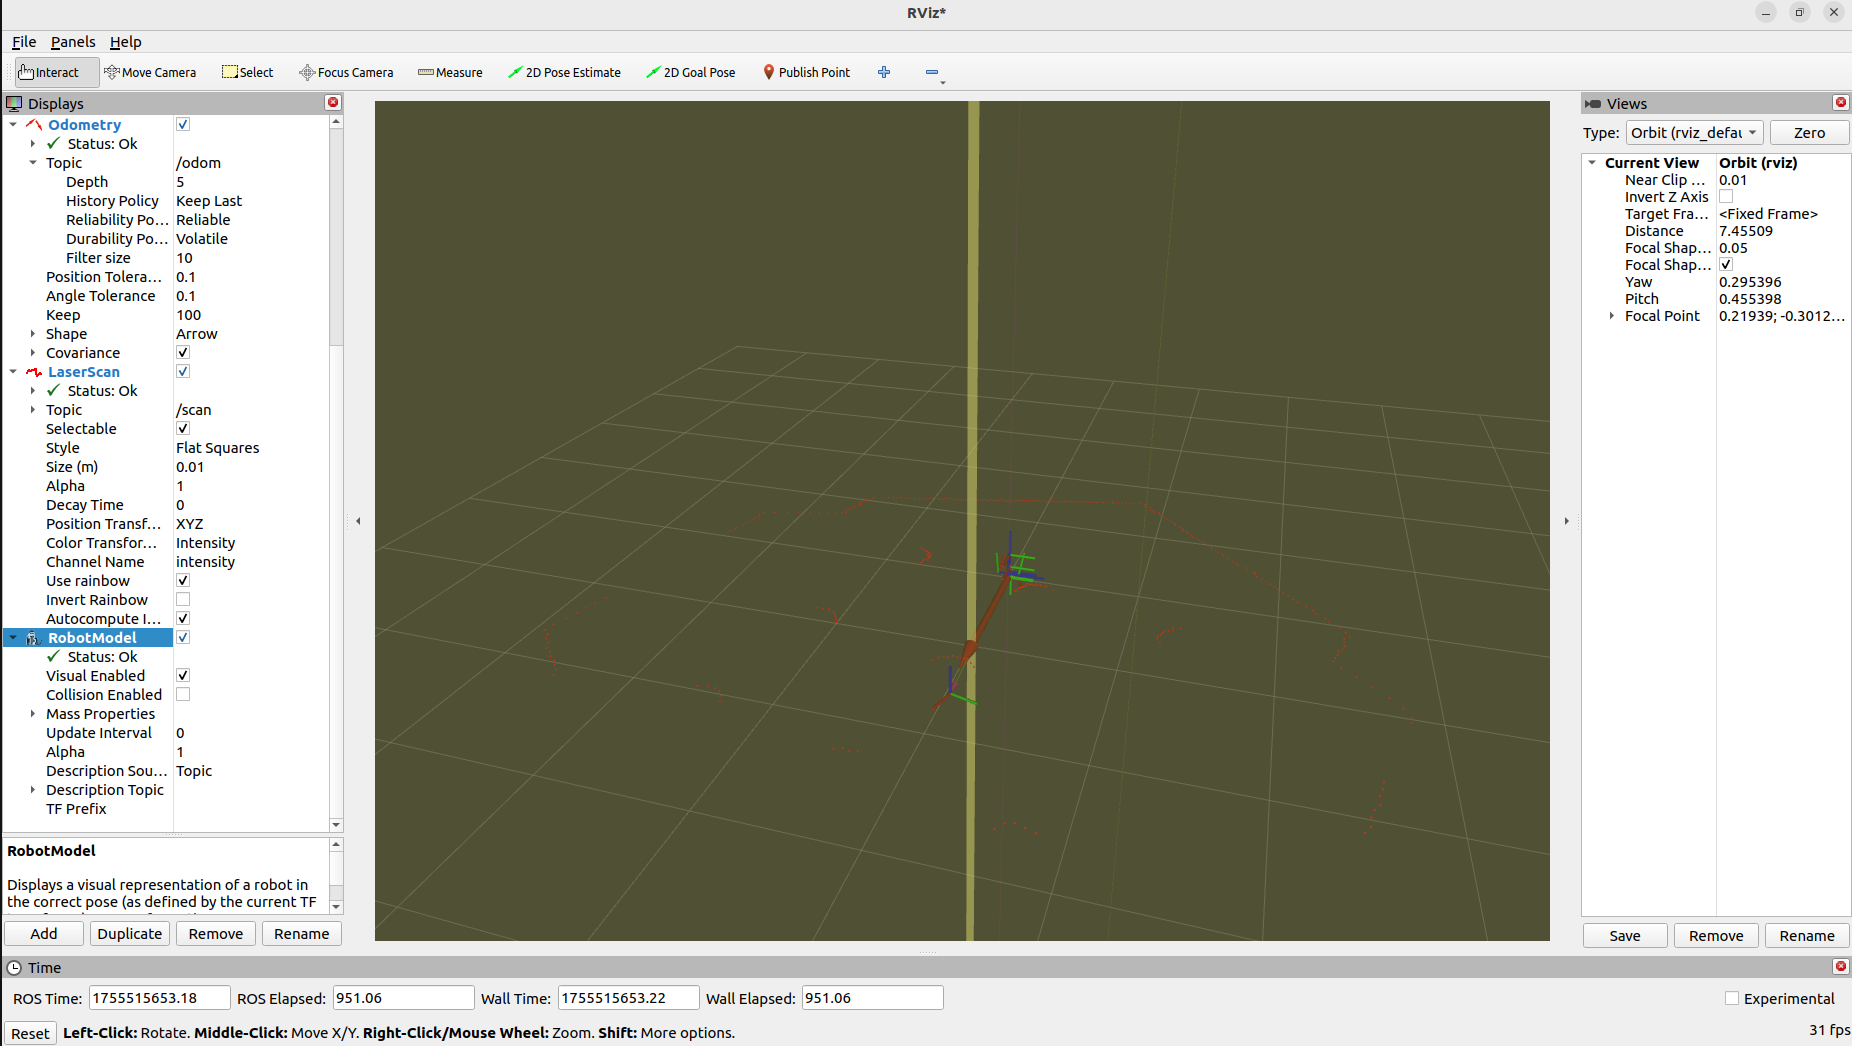 RViz*
File Panels Help
Interact Move Camera Select Focus Camera Measure 2D Pose Estimate 2D Goal Pose Publish Point
Displays
Odometry
Status: Ok
Topic /odom
Depth 5
History Policy Keep Last
Reliability Po... Reliable
Durability Po... Volatile
Filter size 10
Position Tolera... 0.1
Angle Tolerance 0.1
Keep 100
Shape Arrow
Covariance
LaserScan
Status: Ok
Topic /scan
Selectable
Style Flat Squares
Size (m) 0.01
Alpha 1
Decay Time 0
Position Transf... XYZ
Color Transfor... Intensity
Channel Name intensity
Use rainbow
Invert Rainbow
Autocompute I...
RobotModel
Status: Ok
Visual Enabled
Collision Enabled
Mass Properties
Update Interval 0
Alpha 1
Description Sou... Topic
Description Topic
TF Prefix
RobotModel
Displays a visual representation of a robot in
the correct pose (as defined by the current TF
Add Duplicate Remove Rename
Views
Type: Orbit (rviz_defau Zero
Current View Orbit (rviz)
Near Clip ... 0.01
Invert Z Axis
Target Fra... <Fixed Frame>
Distance 7.45509
Focal Shap... 0.05
Focal Shap...
Yaw 0.295396
Pitch 0.455398
Focal Point 0.21939; -0.3012...
Save Remove Rename
Time
ROS Time: 1755515653.18 ROS Elapsed: 951.06 Wall Time: 1755515653.22 Wall Elapsed: 951.06 Experimental
Reset Left-Click: Rotate. Middle-Click: Move X/Y. Right-Click/Mouse Wheel: Zoom. Shift: More options. 31 fps